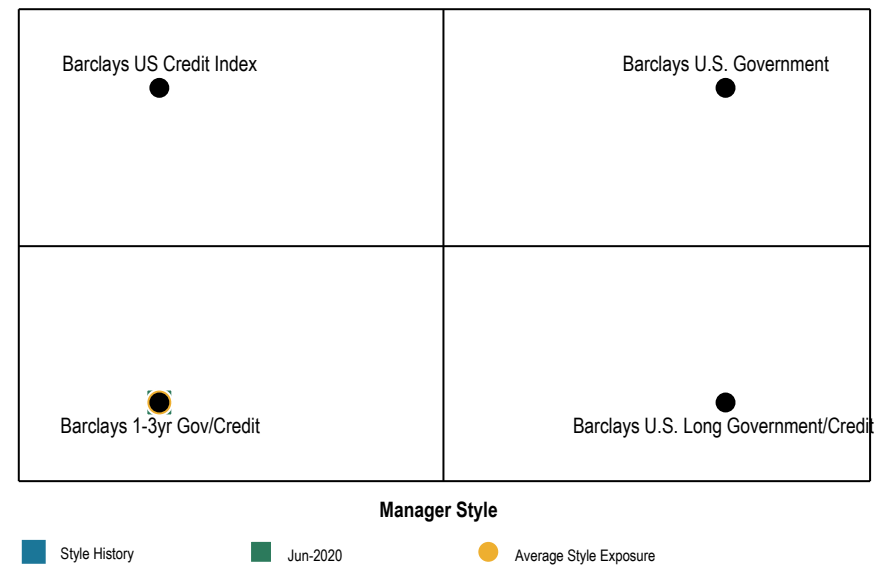 Barclays US Credit Index
Barclays U.S. Government
Barclays 1-3yr Gov/Credit
Barclays U.S. Long Government/Credit
Manager Style
Style History
Jun-2020
Average Style Exposure